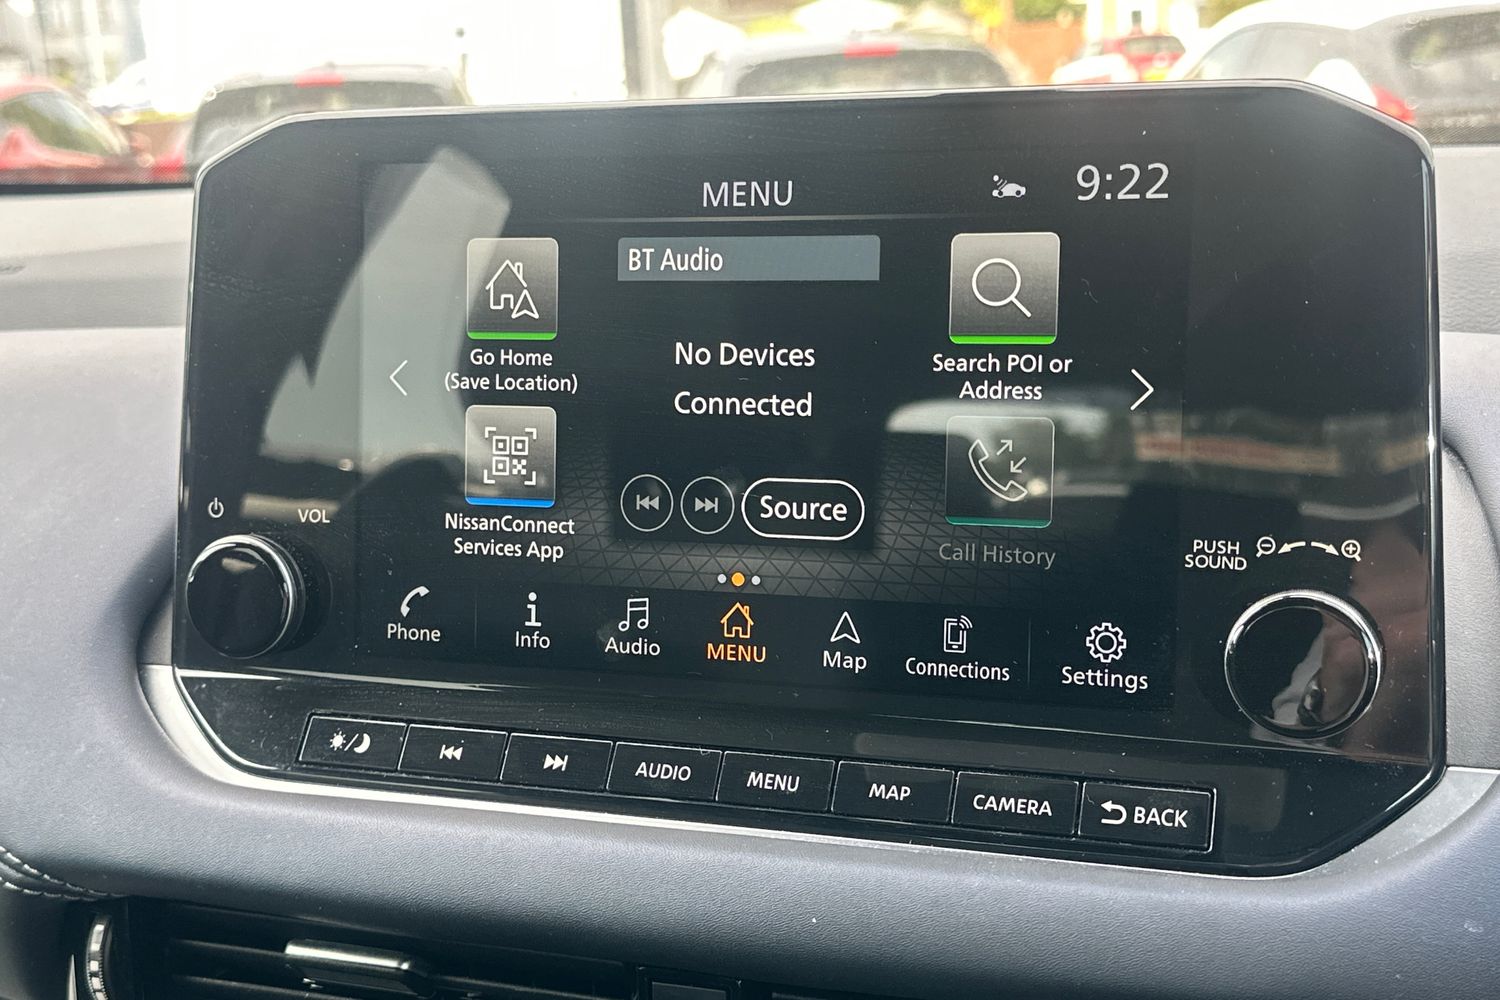 MENU
9:22
BT Audio
Go Home
(Save Location)
No Devices
Connected
Search POI or
Address
NissanConnect
Services App
Source
Call History
VOL
PUSH
SOUND
Phone
Info
Audio
MENU
Map
Connections
Settings
AUDIO
MENU
MAP
CAMERA
BACK